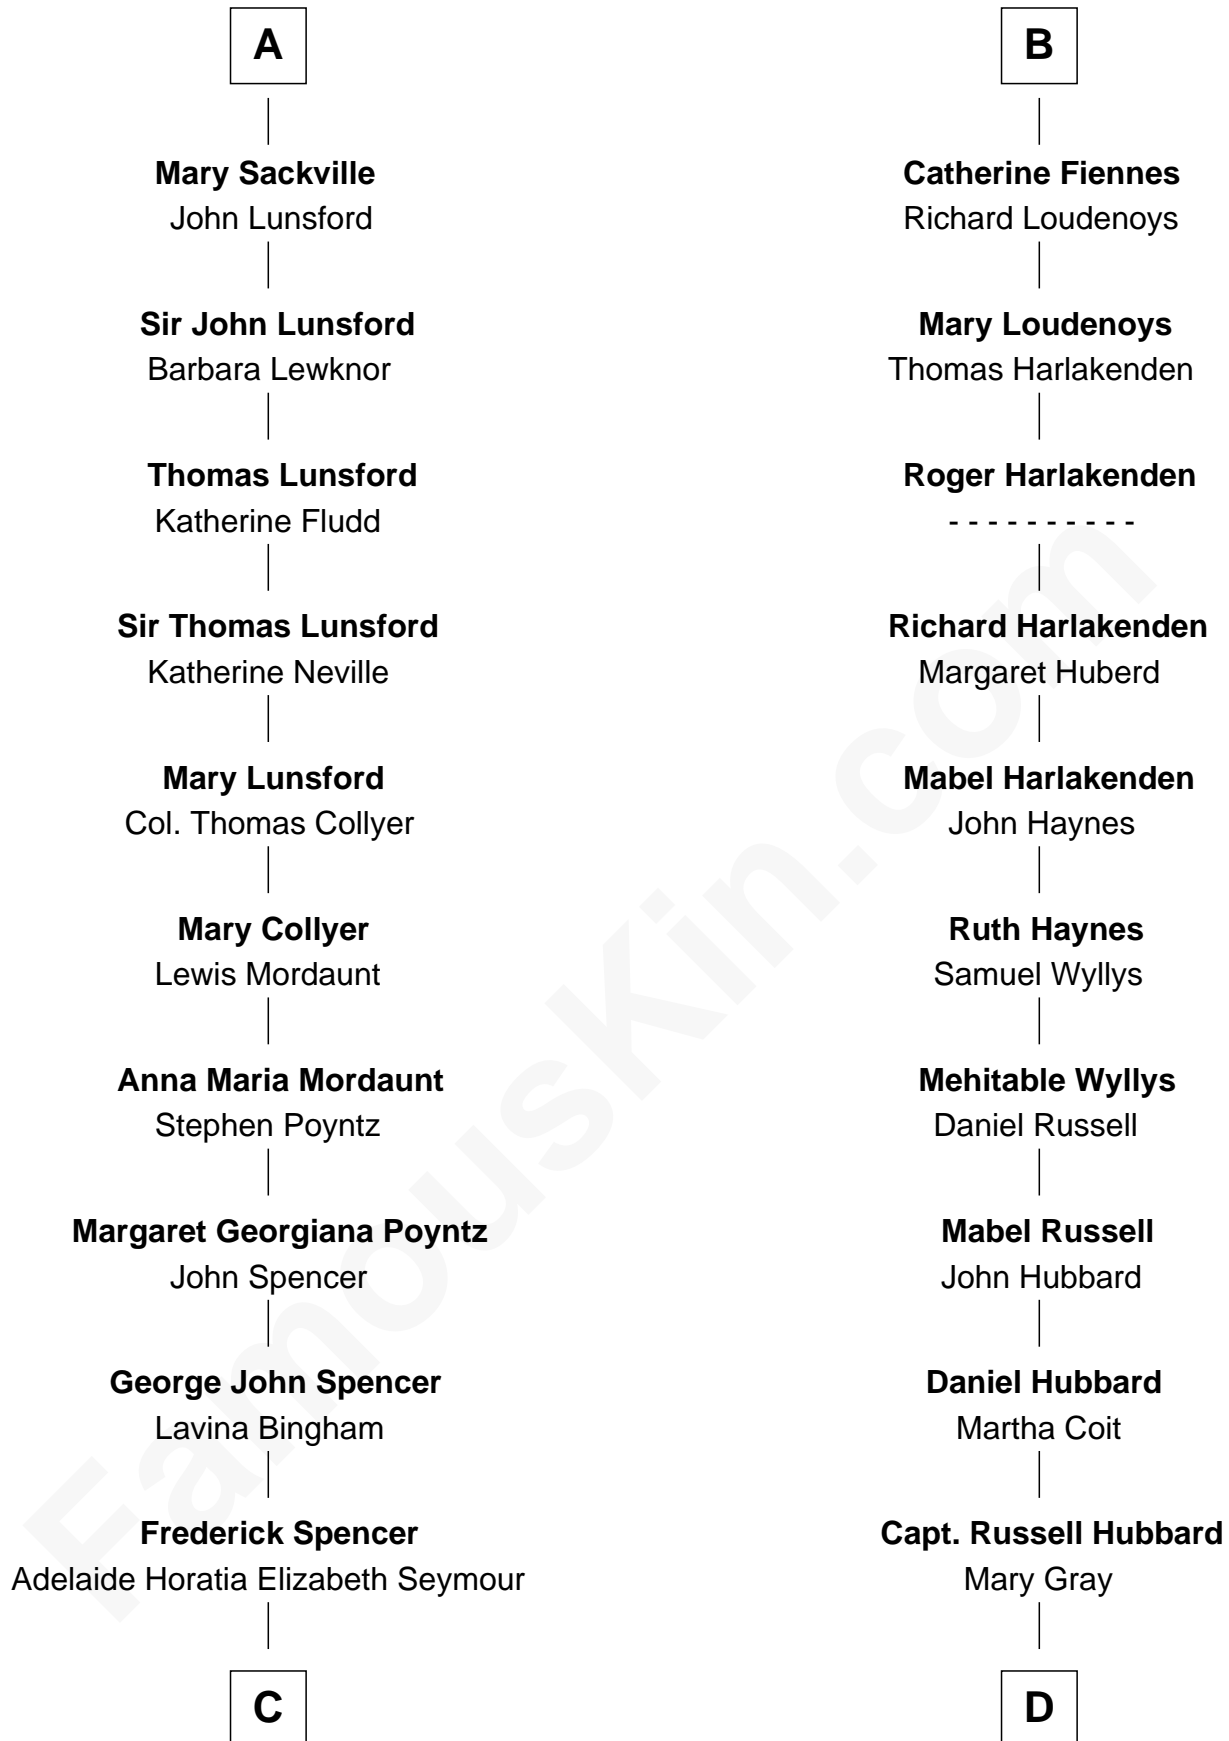 A
Mary Sackville
John Lunsford
Sir John Lunsford
Barbara Lewknor
Thomas Lunsford
Katherine Fludd
Sir Thomas Lunsford
Katherine Neville
Mary Lunsford
Col. Thomas Collyer
Mary Collyer
Lewis Mordaunt
Anna Maria Mordaunt
Stephen Poyntz
Margaret Georgiana Poyntz
John Spencer
George John Spencer
Lavina Bingham
Frederick Spencer
Adelaide Horatia Elizabeth Seymour
C
B
Catherine Fiennes
Richard Loudenoys
Mary Loudenoys
Thomas Harlakenden
Roger Harlakenden
- - - - - - - - - -
Richard Harlakenden
Margaret Huberd
Mabel Harlakenden
John Haynes
Ruth Haynes
Samuel Wyllys
Mehitable Wyllys
Daniel Russell
Mabel Russell
John Hubbard
Daniel Hubbard
Martha Coit
Capt. Russell Hubbard
Mary Gray
D
FamousKin.com